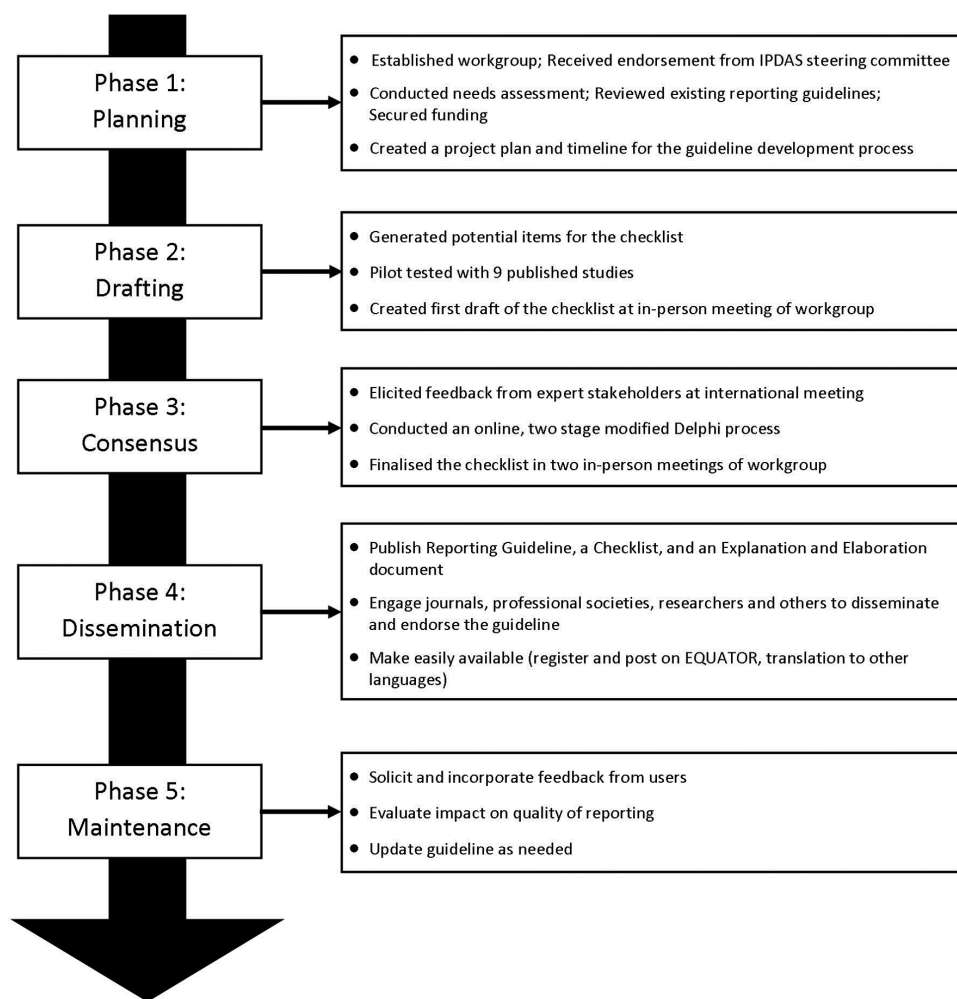 Phase 1:
Planning
• Established workgroup; Received endorsement from IPDAS steering committee
• Conducted needs assessment; Reviewed existing reporting guidelines;
Secured funding
• Created a project plan and timeline for the guideline development process
Phase 2:
Drafting
• Generated potential items for the checklist
• Pilot tested with 9 published studies
• Created first draft of the checklist at in-person meeting of workgroup
Phase 3:
Consensus
• Elicited feedback from expert stakeholders at international meeting
• Conducted an online, two stage modified Delphi process
• Finalised the checklist in two in-person meetings of workgroup
Phase 4:
Dissemination
• Publish Reporting Guideline, a Checklist, and an Explanation and Elaboration
document
• Engage journals, professional societies, researchers and others to disseminate
and endorse the guideline
• Make easily available (register and post on EQUATOR, translation to other
languages)
Phase 5:
Maintenance
• Solicit and incorporate feedback from users
• Evaluate impact on quality of reporting
• Update guideline as needed